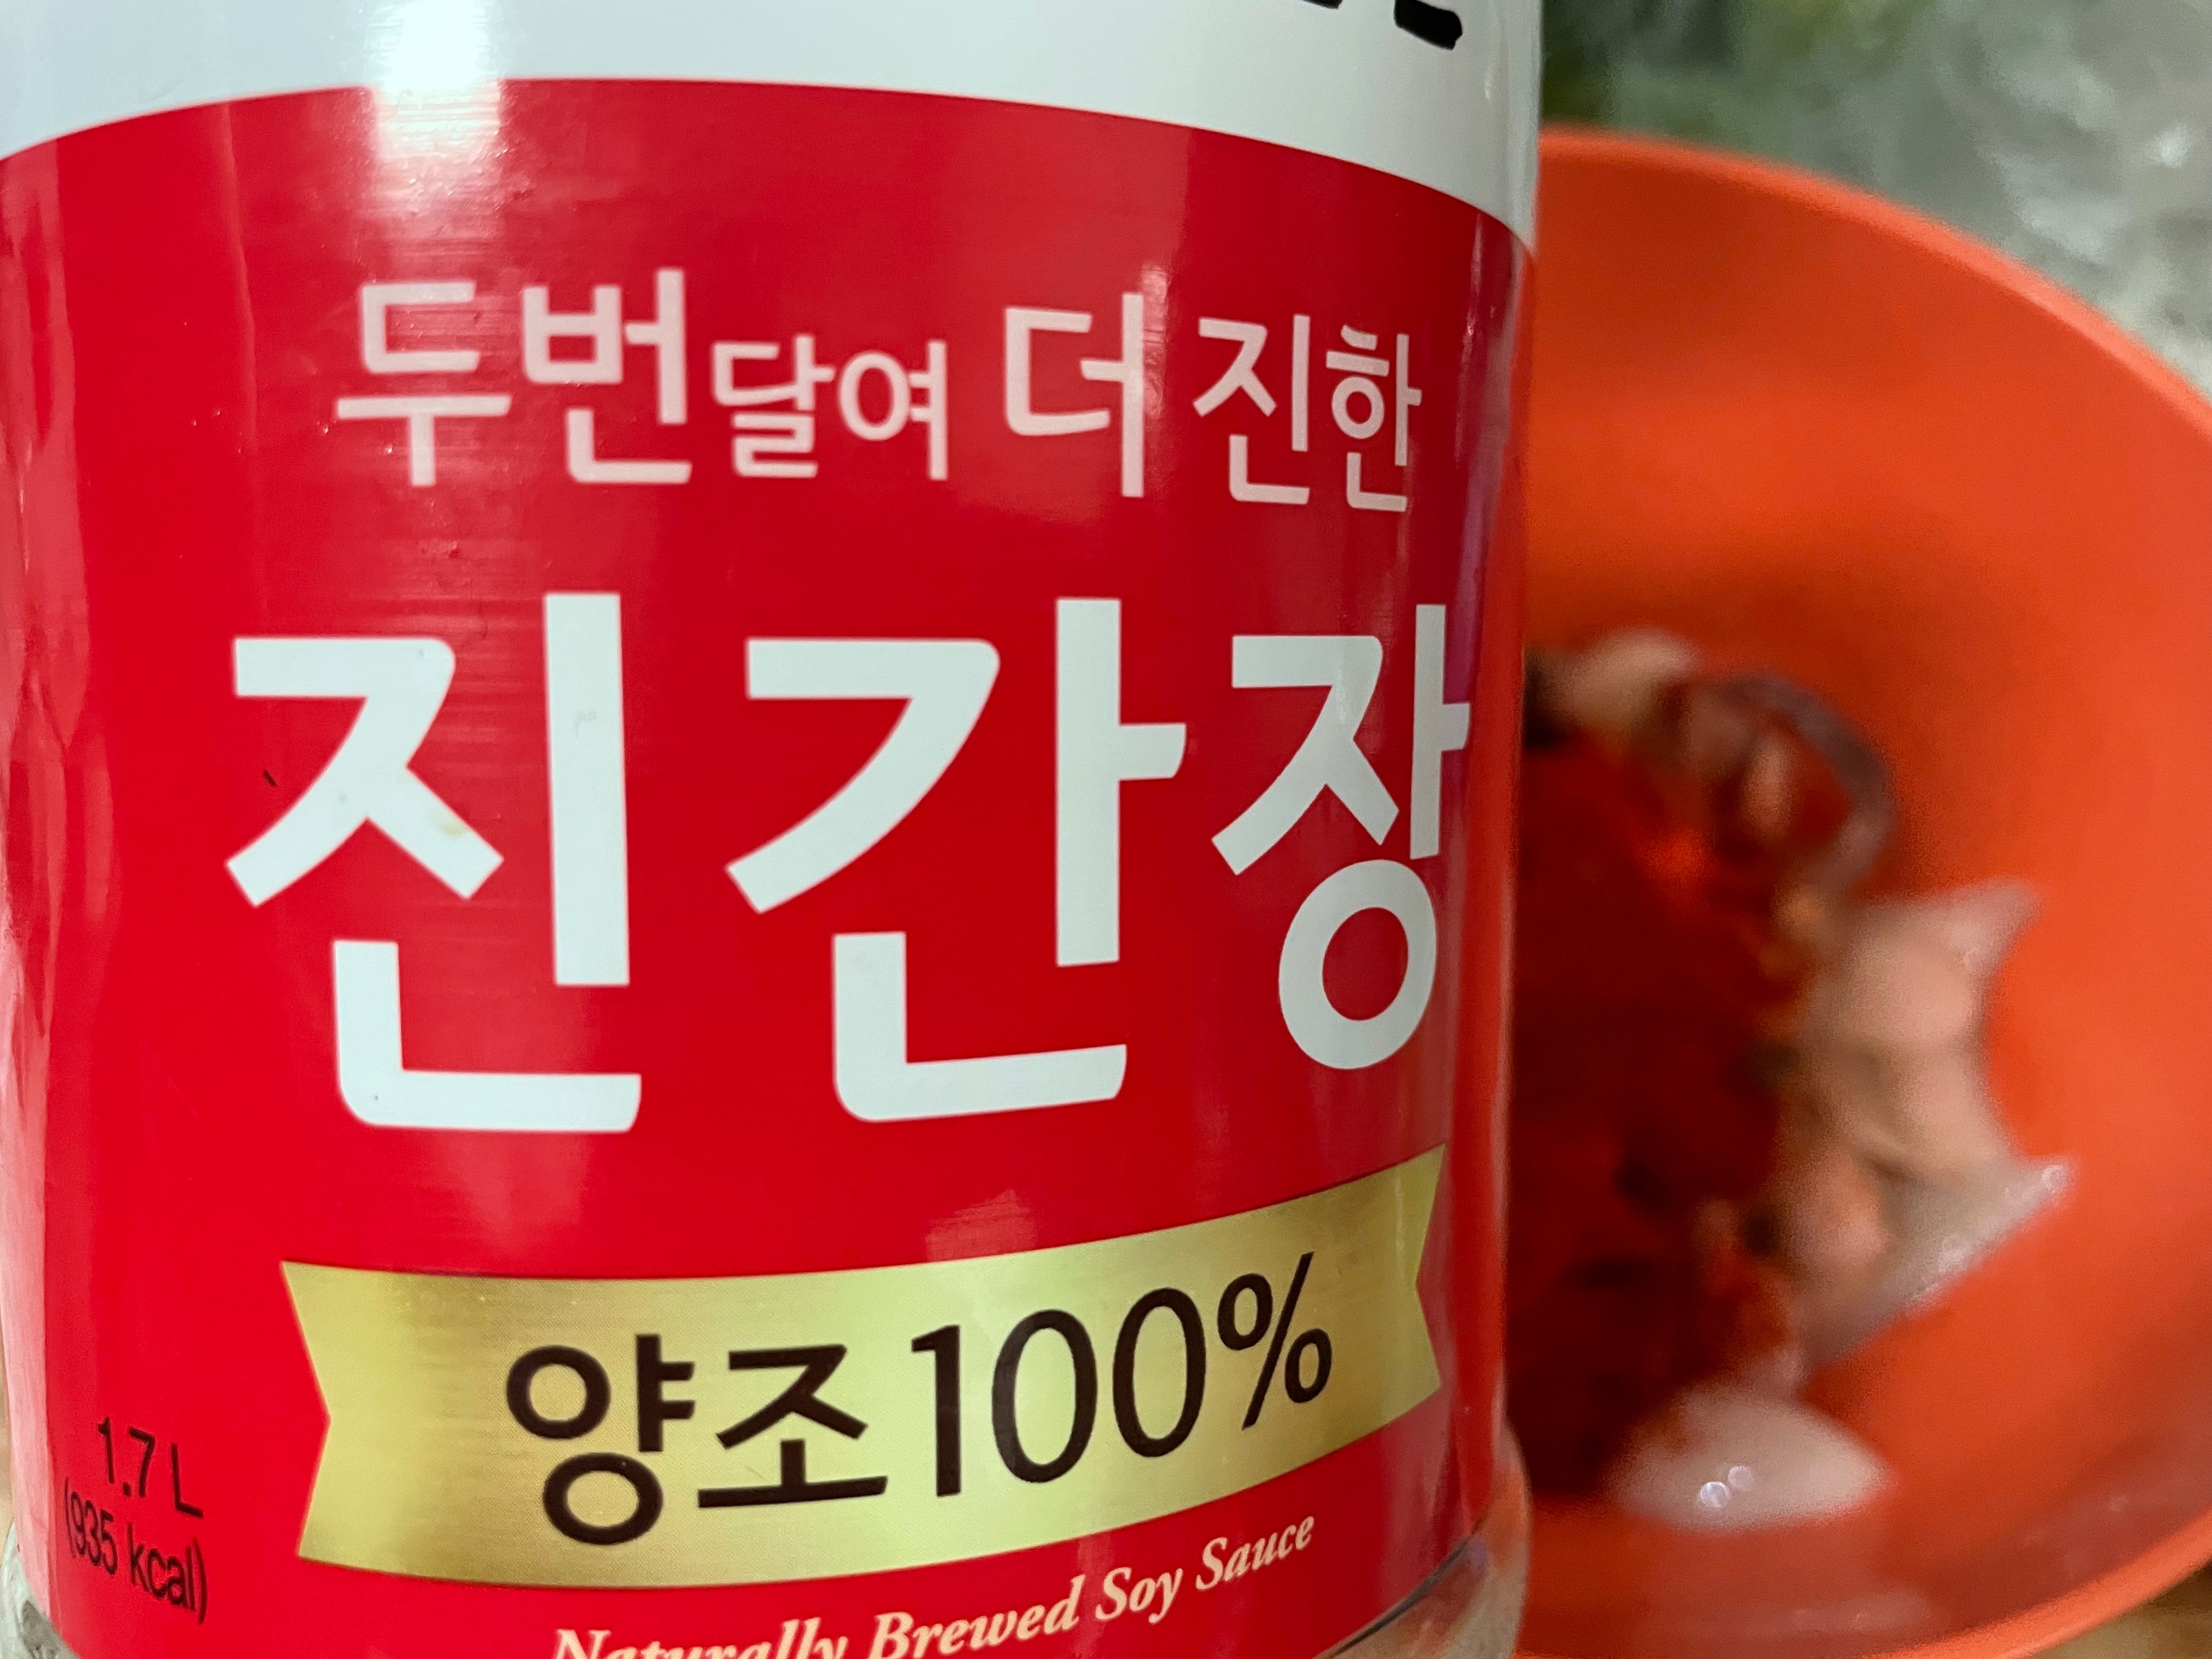 두번달여 더 진한
진간장
양조100%
1.7 L
(935 kcal)
Naturally Brewed Soy Sauce